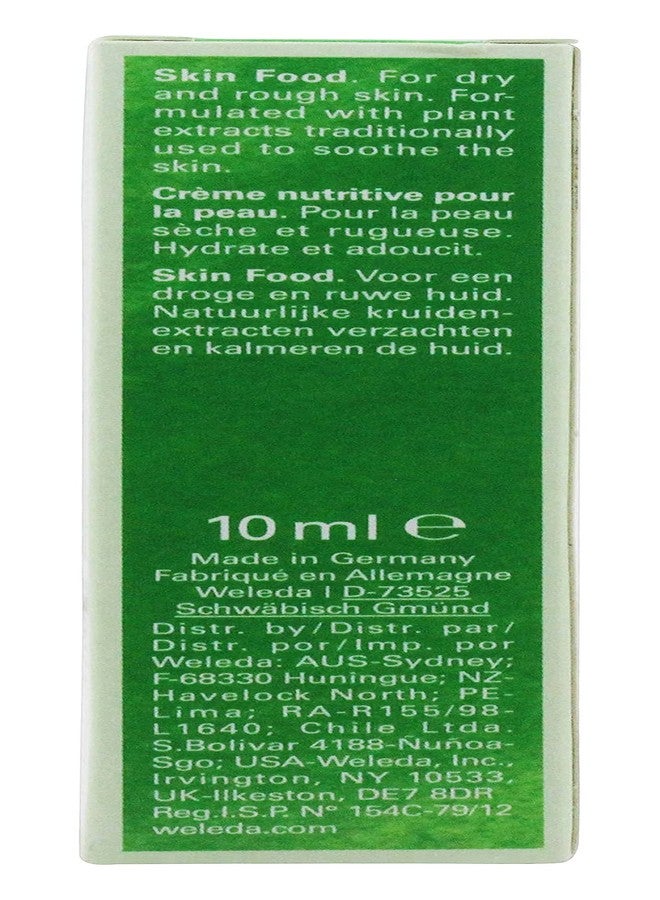 Skin Food. For dry
and rough skin. For-
mulated with plant
extracts traditionally
used to soothe the
skin.
Crème nutritive pour
la peau. Pour la peau
sèche et rugueuse.
Hydrate et adoucit.
Skin Food. Voor een
droge en ruwe huid.
Natuurlijke kruiden-
extracten verzachten
en kalmeren de huid.
10 ml ℮
Made in Germany
Fabriqué en Allemagne
Weleda I D-73525
Schwäbisch Gmünd
Distr. by/Distr. par/
Distr. por/Imp. por
Weleda: AUS-Sydney;
F-68330 Huningue; NZ-
Havelock North; PE-
Lima; RA-R155/98-
L1640; Chile Ltda.
S.Bolivar 4188-Ñuñoa-
Sgo; USA-Weleda, Inc.,
Irvington, NY 10533,
UK-Ilkeston, DE7 8DR
Reg.I.S.P. N° 154C-79/12
weleda.com